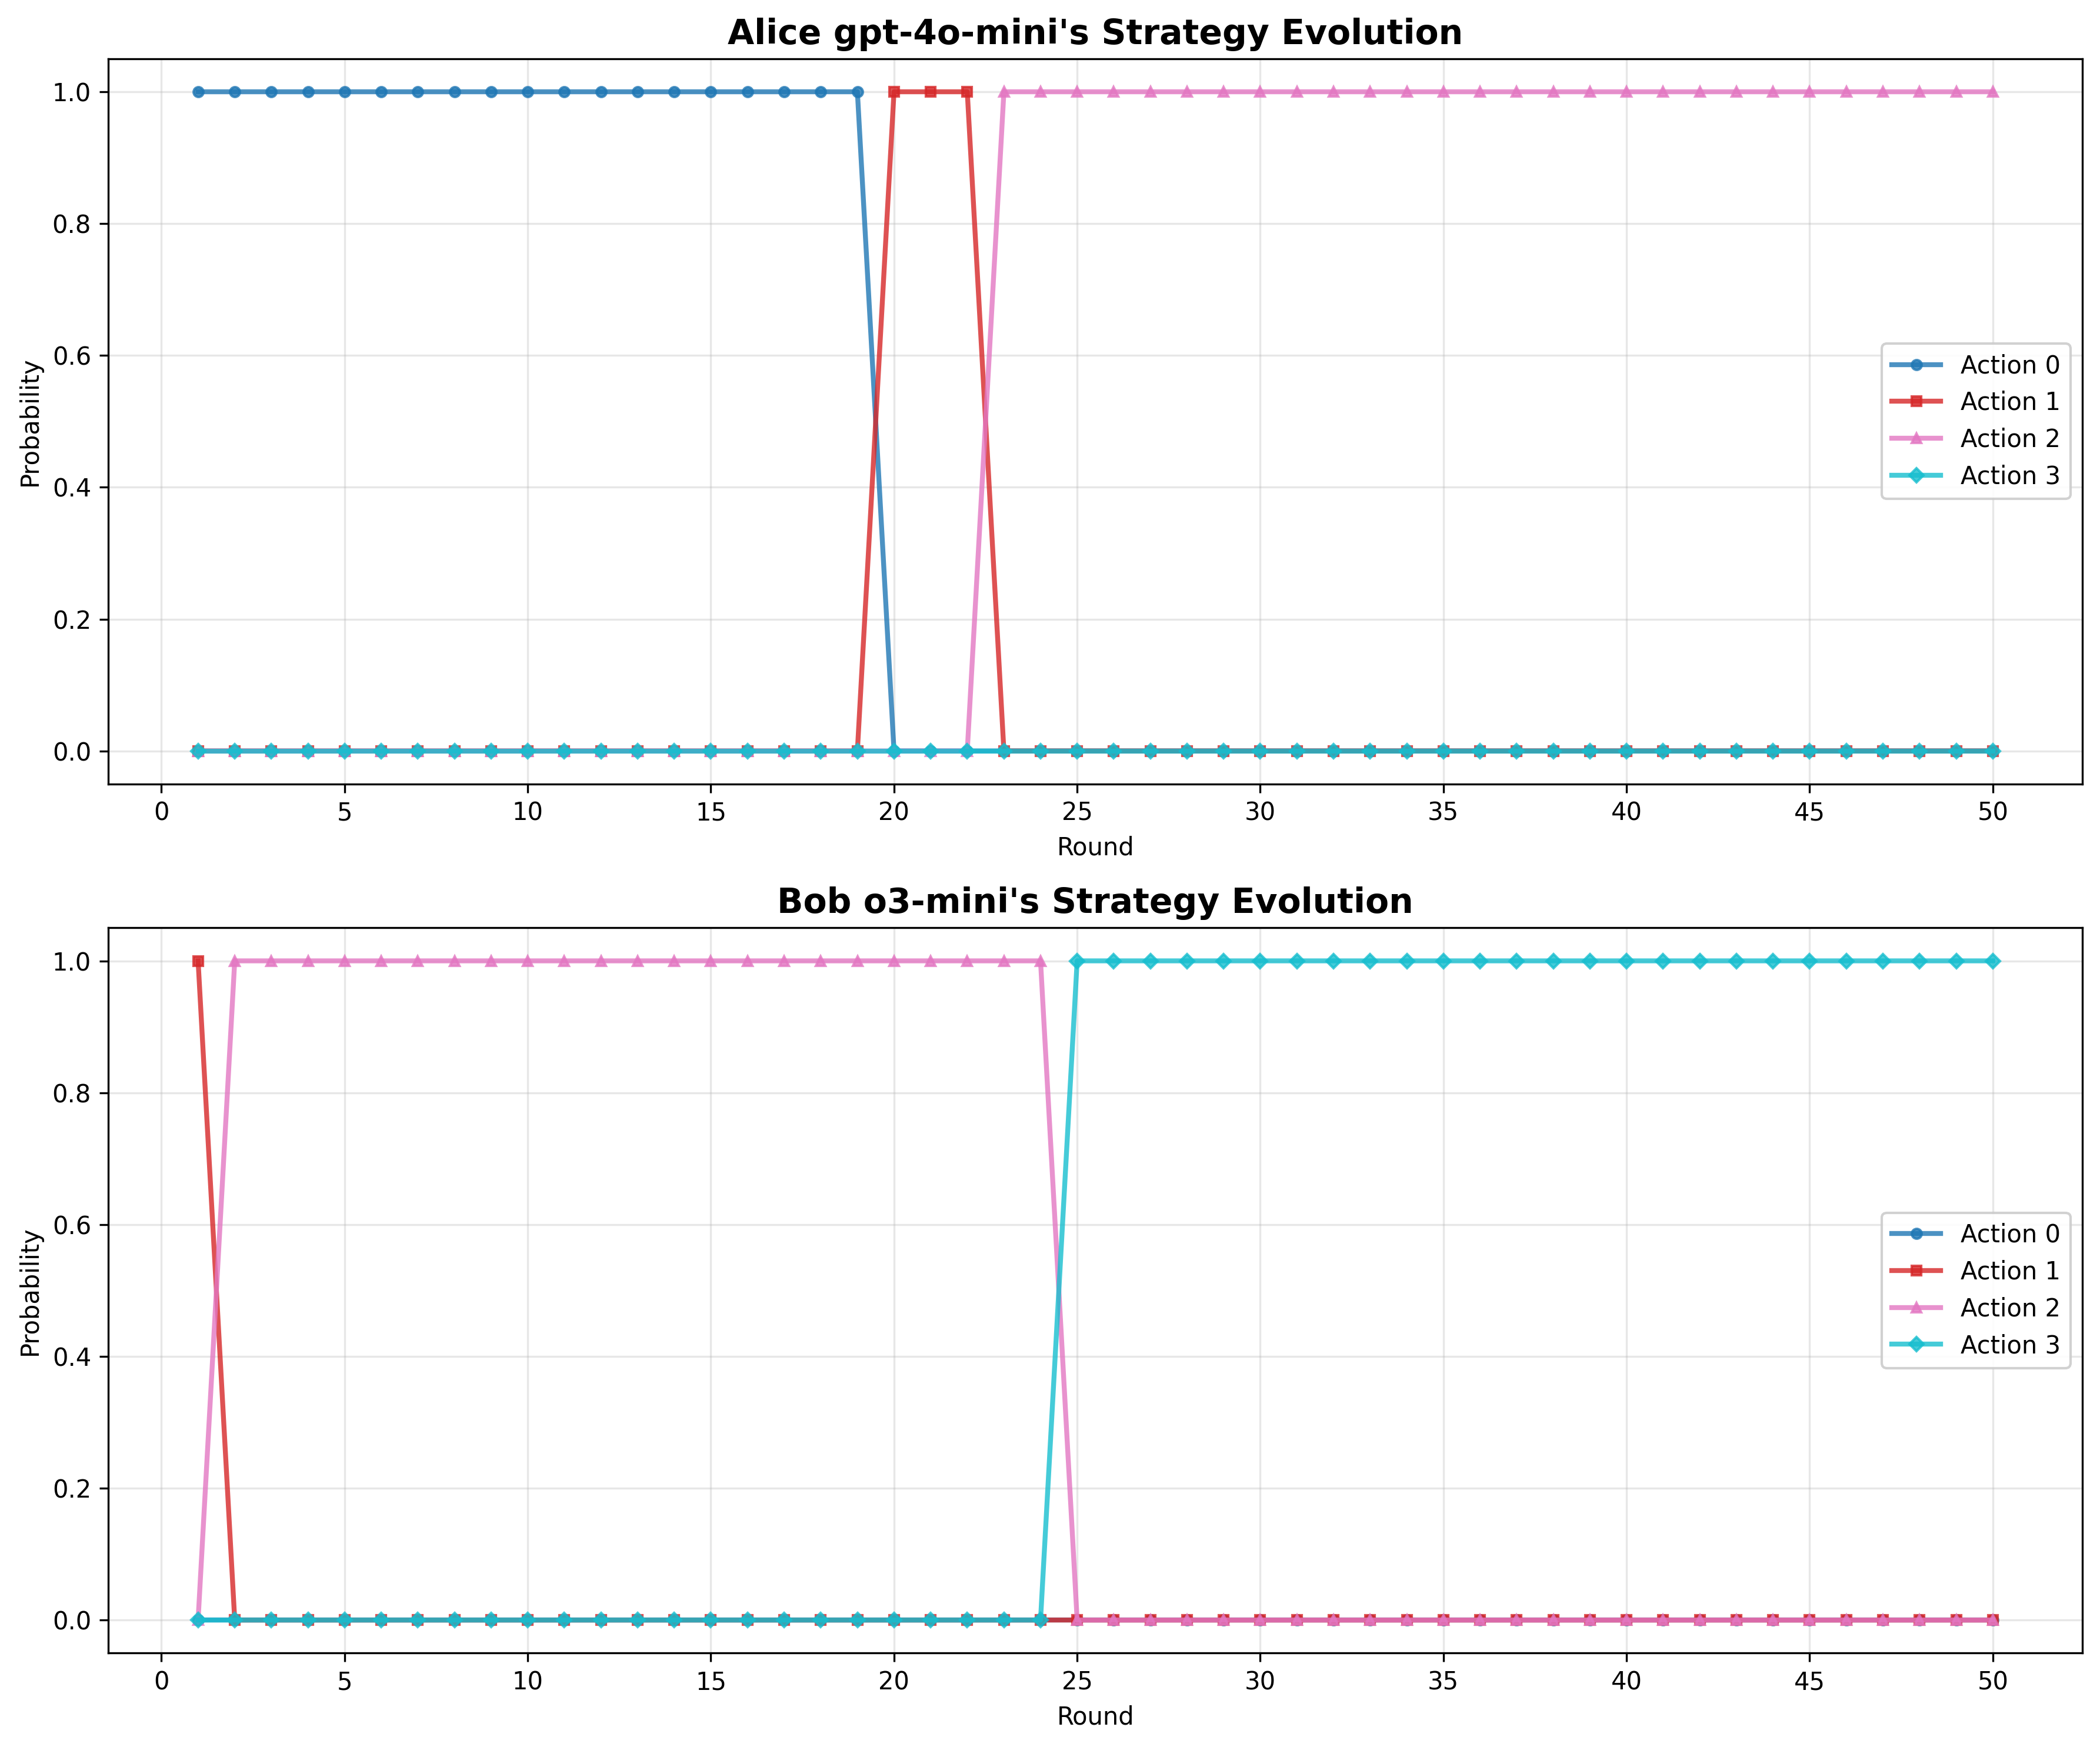 Alice gpt-4o-mini's Strategy Evolution
1.0
0.8
0.6
0.4
0.2
0.0
Probability
Action 0
Action 1
Action 2
Action 3
0 5 10 15 20 25 30 35 40 45 50
Round
Bob o3-mini's Strategy Evolution
1.0
0.8
0.6
0.4
0.2
0.0
Probability
Action 0
Action 1
Action 2
Action 3
0 5 10 15 20 25 30 35 40 45 50
Round